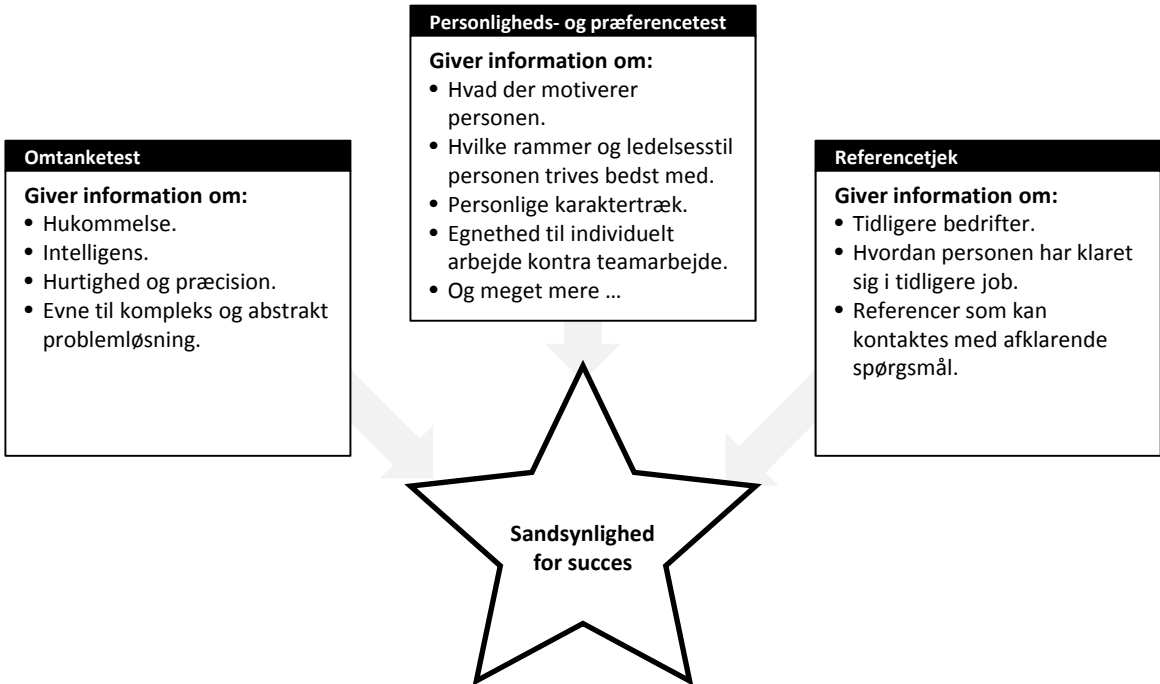 Personligheds- og præferencetest
Giver information om:
• Hvad der motiverer
personen.
• Hvilke rammer og ledelsesstil
personen trives bedst med.
• Personlige karaktertræk.
• Egnethed til individuelt
arbejde kontra teamarbejde.
• Og meget mere …
Omtanketest
Giver information om:
• Hukommelse.
• Intelligens.
• Hurtighed og præcision.
• Evne til kompleks og abstrakt
problemløsning.
Referencetjek
Giver information om:
• Tidligere bedrifter.
• Hvordan personen har klaret
sig i tidligere job.
• Referencer som kan
kontaktes med afklarende
spørgsmål.
Sandsynlighed
for succes